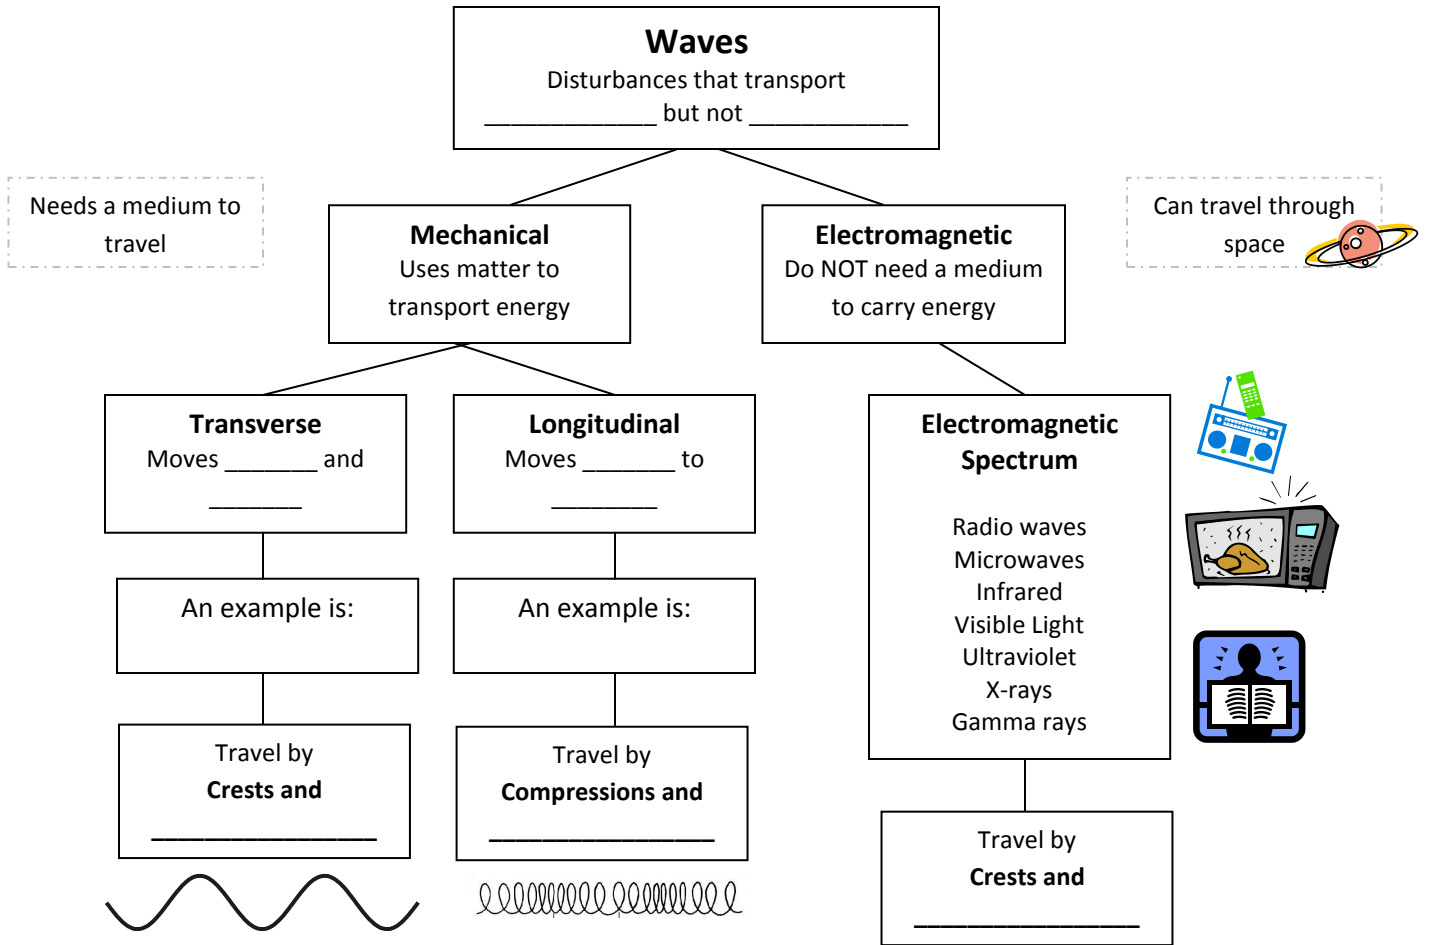 Waves
Disturbances that transport
_____________ but not ____________
Needs a medium to
travel
Mechanical
Uses matter to
transport energy
Electromagnetic
Do NOT need a medium
to carry energy
Can travel through
space
Transverse
Moves _______ and
_______
Longitudinal
Moves _______ to
________
Electromagnetic
Spectrum
Radio waves
Microwaves
Infrared
Visible Light
Ultraviolet
X-rays
Gamma rays
An example is:
An example is:
Travel by
Crests and
_________________
Travel by
Compressions and
_________________
Travel by
Crests and
_________________